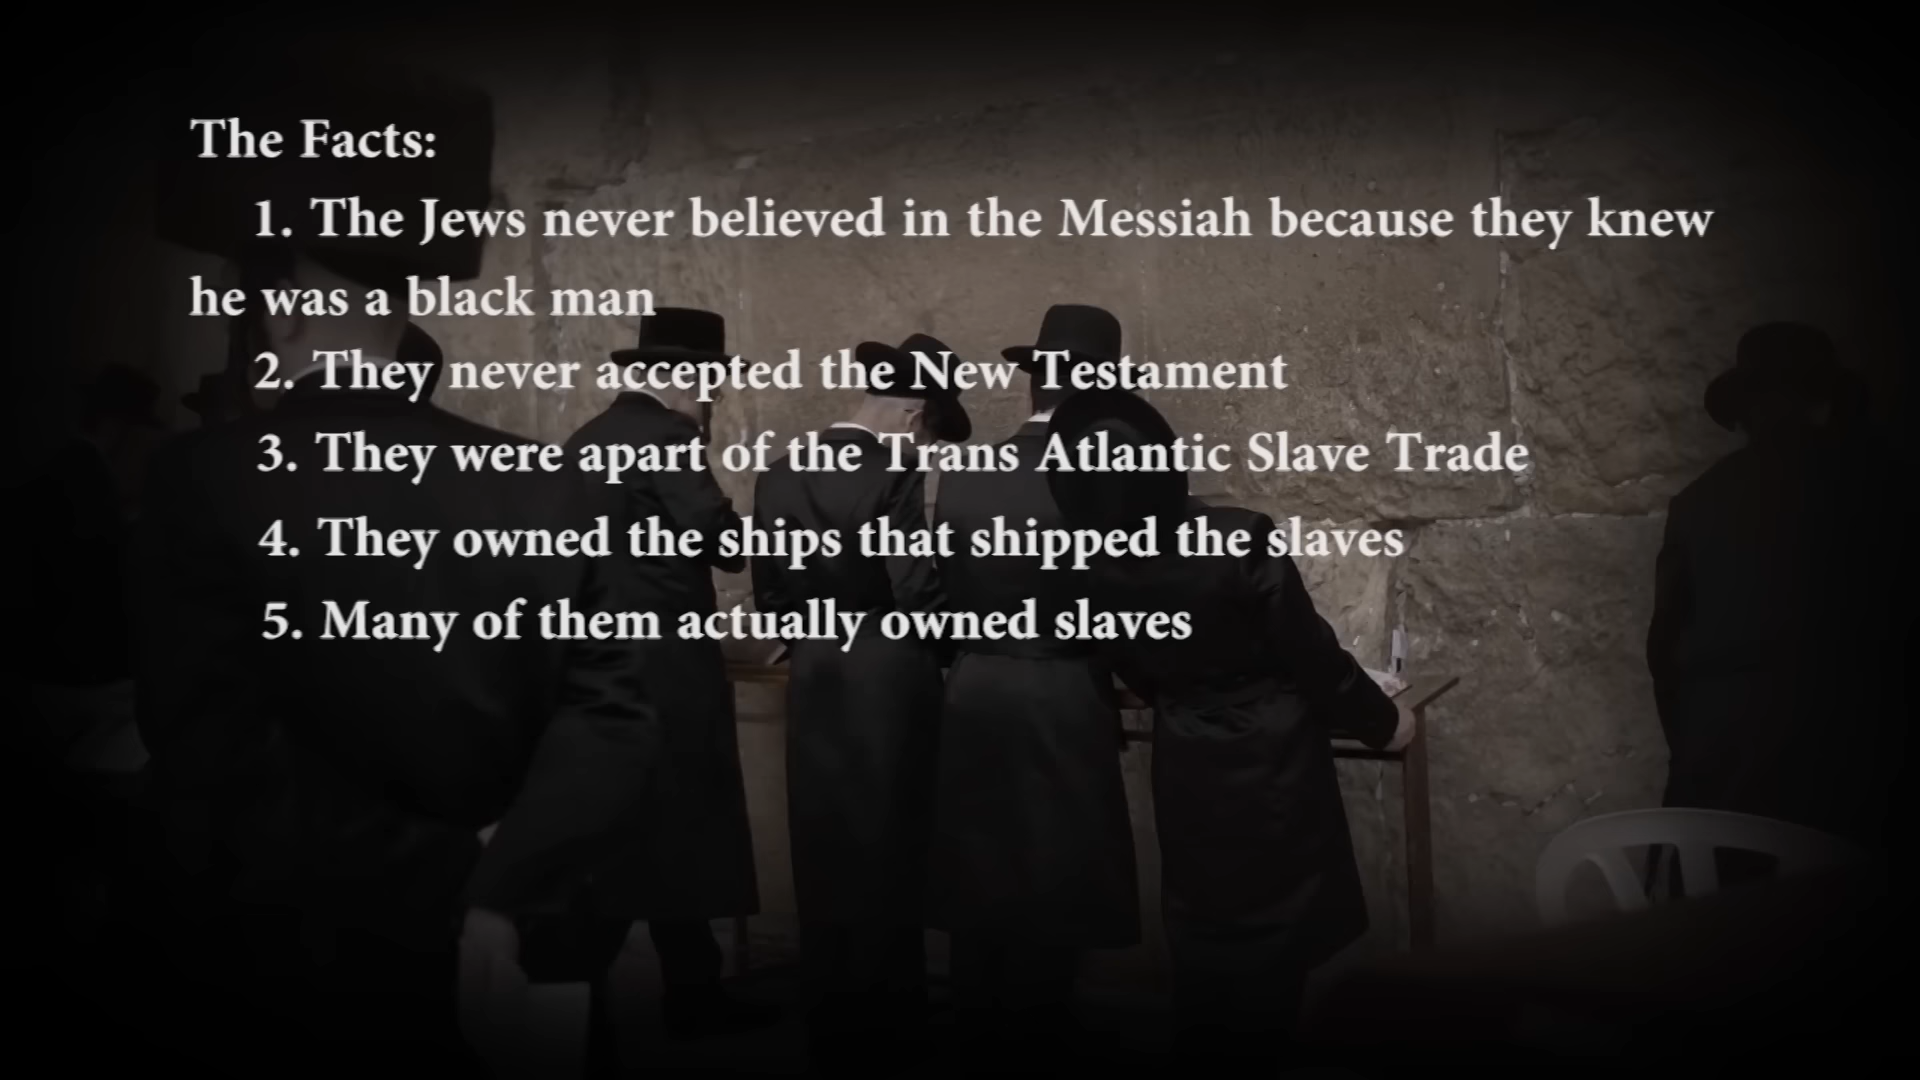 The Facts:
1. The Jews never believed in the Messiah because they knew
he was a black man
2. They never accepted the New Testament
3. They were apart of the Trans Atlantic Slave Trade
4. They owned the ships that shipped the slaves
5. Many of them actually owned slaves